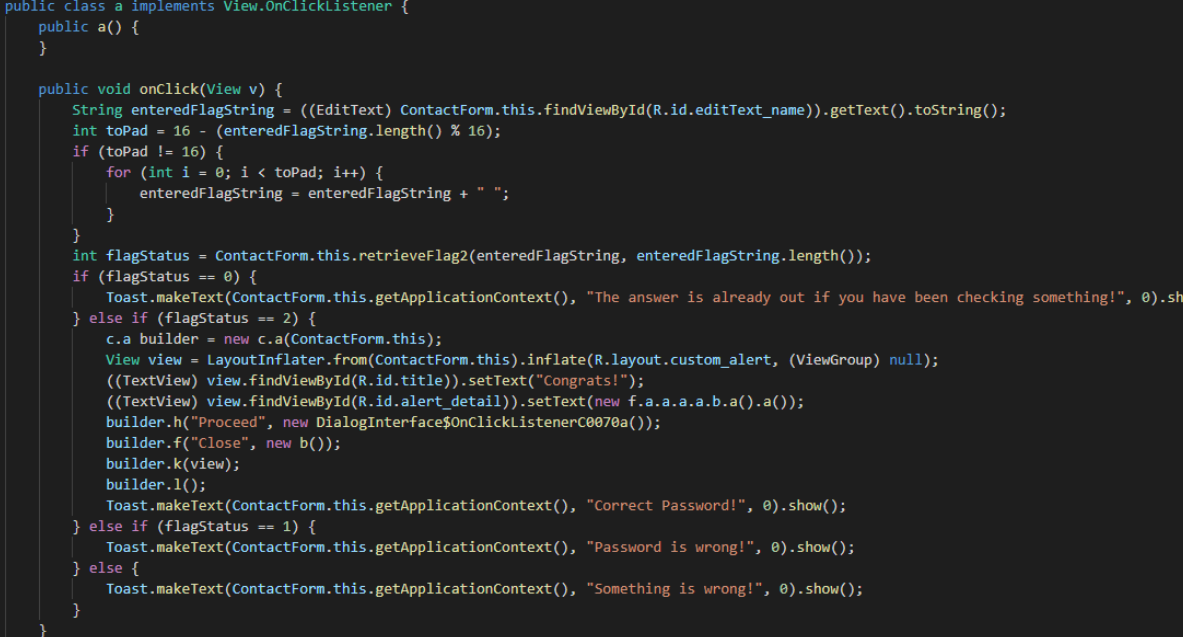 public class a implements View.OnClickListener {
public a() {
}
public void onClick(View v) {
String enteredFlagString = ((EditText) ContactForm.this.findViewById(R.id.editText_name)).getText().toString();
int toPad = 16 - (enteredFlagString.length() % 16);
if (toPad != 16) {
for (int i = 0; i < toPad; i++) {
enteredFlagString = enteredFlagString + " ";
}
}
int flagStatus = ContactForm.this.retrieveFlag2(enteredFlagString, enteredFlagString.length());
if (flagStatus == 0) {
Toast.makeText(ContactForm.this.getApplicationContext(), "The answer is already out if you have been checking something!", 0).sh
} else if (flagStatus == 2) {
c.a builder = new c.a(ContactForm.this);
View view = LayoutInflater.from(ContactForm.this).inflate(R.layout.custom_alert, (ViewGroup) null);
((TextView) view.findViewById(R.id.title)).setText("Congrats!");
((TextView) view.findViewById(R.id.alert_detail)).setText(new f.a.a.a.a.b.a().a());
builder.h("Proceed", new DialogInterface$OnClickListenerC0070a());
builder.f("Close", new b());
builder.k(view);
builder.l();
Toast.makeText(ContactForm.this.getApplicationContext(), "Correct Password!", 0).show();
} else if (flagStatus == 1) {
Toast.makeText(ContactForm.this.getApplicationContext(), "Password is wrong!", 0).show();
} else {
Toast.makeText(ContactForm.this.getApplicationContext(), "Something is wrong!", 0).show();
}
}